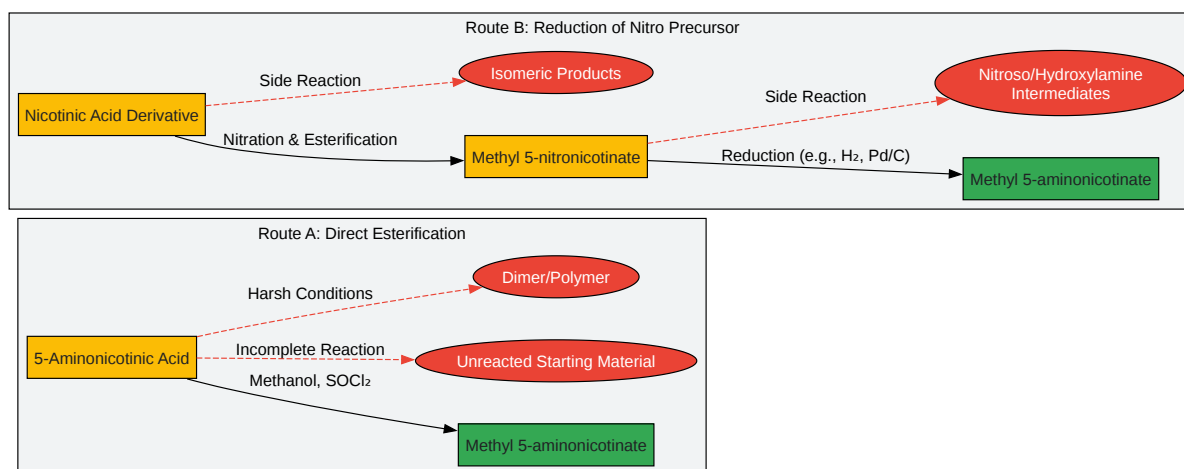 Route B: Reduction of Nitro Precursor
Isomeric Products
Nitroso/Hydroxylamine
Intermediates
Side Reaction
Side Reaction
Nicotinic Acid Derivative
Nitration & Esterification
Methyl 5-nitronicotinate
Reduction (e.g., H₂, Pd/C)
Methyl 5-aminonicotinate
Route A: Direct Esterification
Dimer/Polymer
Harsh Conditions
5-Aminonicotinic Acid
Incomplete Reaction
Unreacted Starting Material
Methanol, SOCl₂
Methyl 5-aminonicotinate